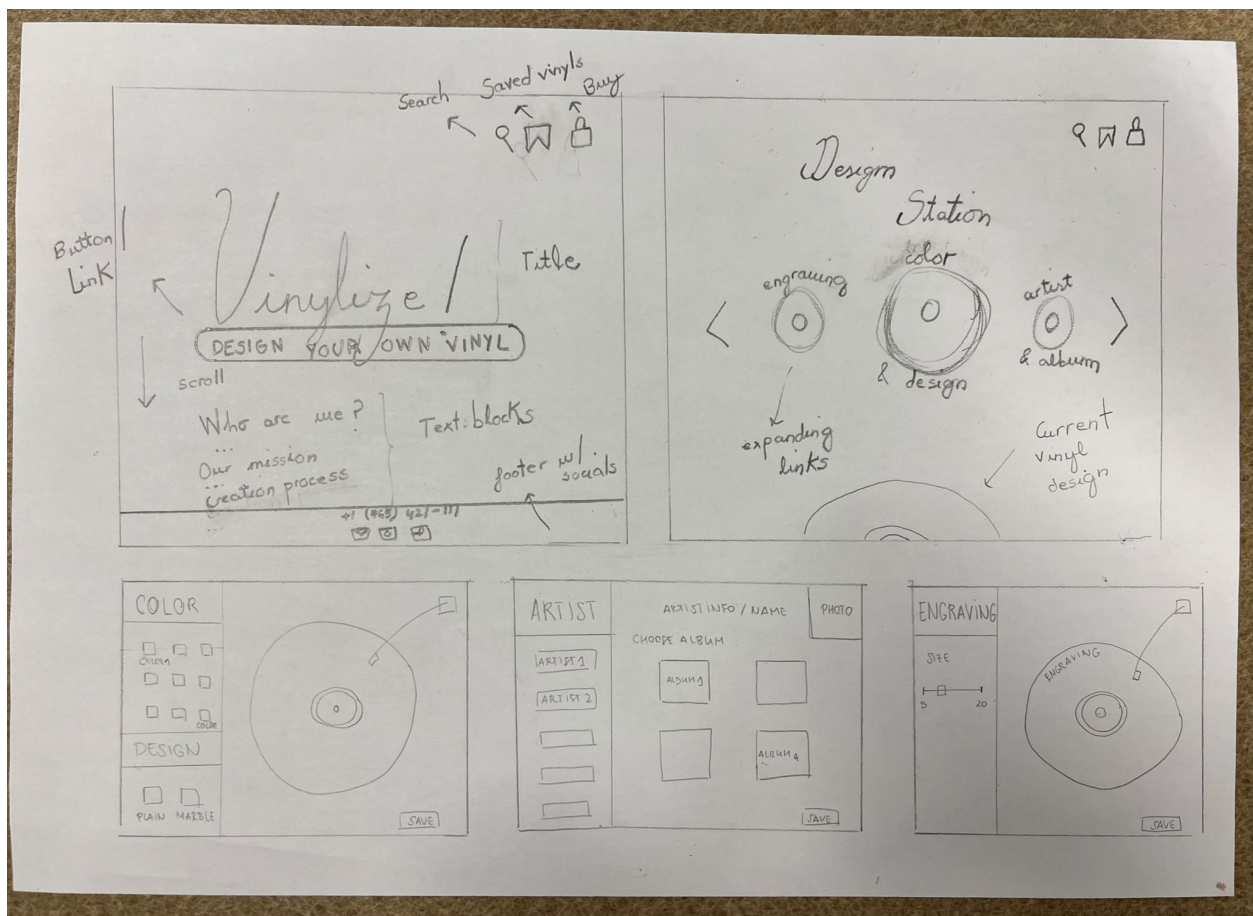 Search
Saved vinyls
Buy
Button
Link
Vinylize
Title
DESIGN YOUR OWN VINYL
scroll
Who are we?
...
Our mission
...
creation process
...
Text blocks
footer w/
socials
Design
Station
engraving
color
& design
artist
& album
expanding
links
Current
vinyl
design
COLOR
COLOR 1
COLOR
DESIGN
PLAIN MARBLE
SAVE
ARTIST
ARTIST 1
ARTIST 2
ARTIST INFO / NAME
PHOTO
CHOOSE ALBUM
ALBUM 1
ALBUM 4
SAVE
ENGRAVING
SIZE
5 20
ENGRAVING
SAVE